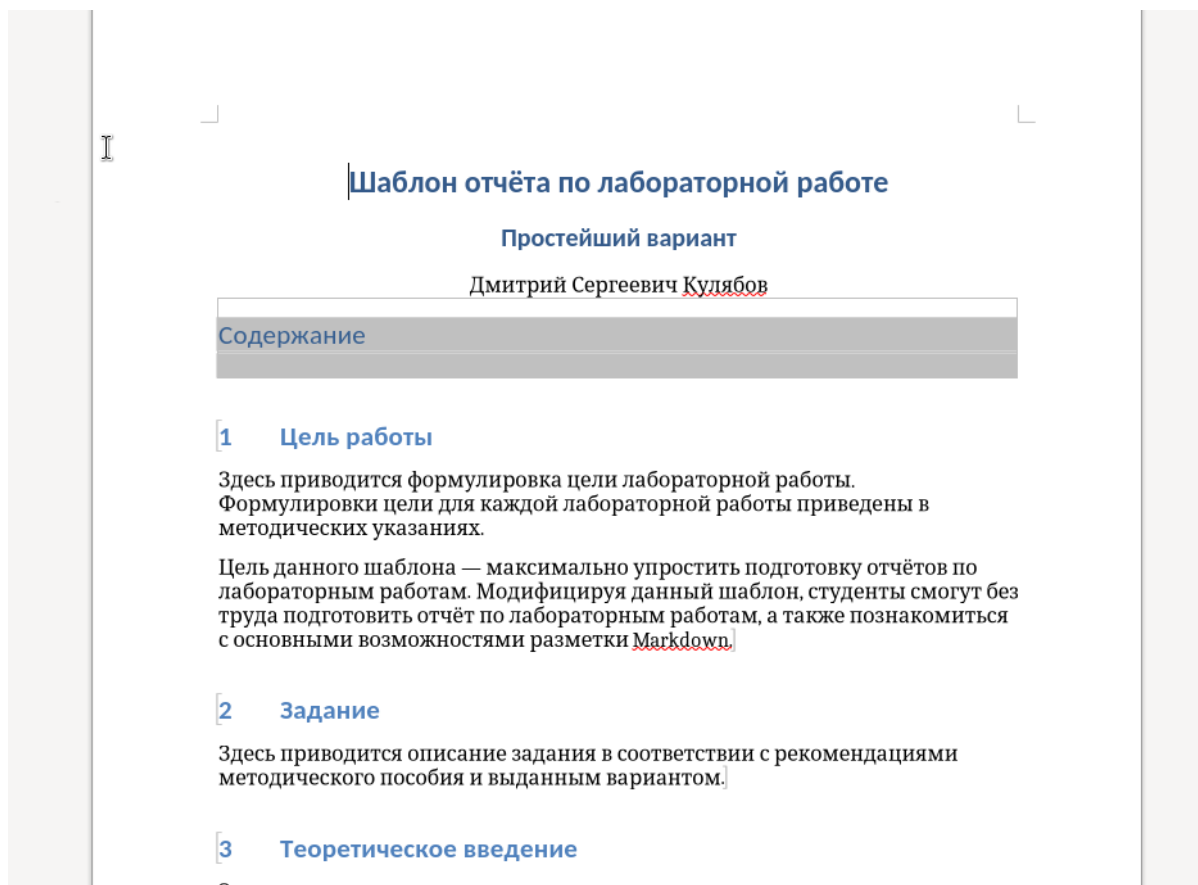 Шаблон отчёта по лабораторной работе
Простейший вариант
Дмитрий Сергеевич Кулябов
Содержание
1 Цель работы
Здесь приводится формулировка цели лабораторной работы.
Формулировки цели для каждой лабораторной работы приведены в
методических указаниях.
Цель данного шаблона — максимально упростить подготовку отчётов по
лабораторным работам. Модифицируя данный шаблон, студенты смогут без
труда подготовить отчёт по лабораторным работам, а также познакомиться
с основными возможностями разметки Markdown.
2 Задание
Здесь приводится описание задания в соответствии с рекомендациями
методического пособия и выданным вариантом.
3 Теоретическое введение